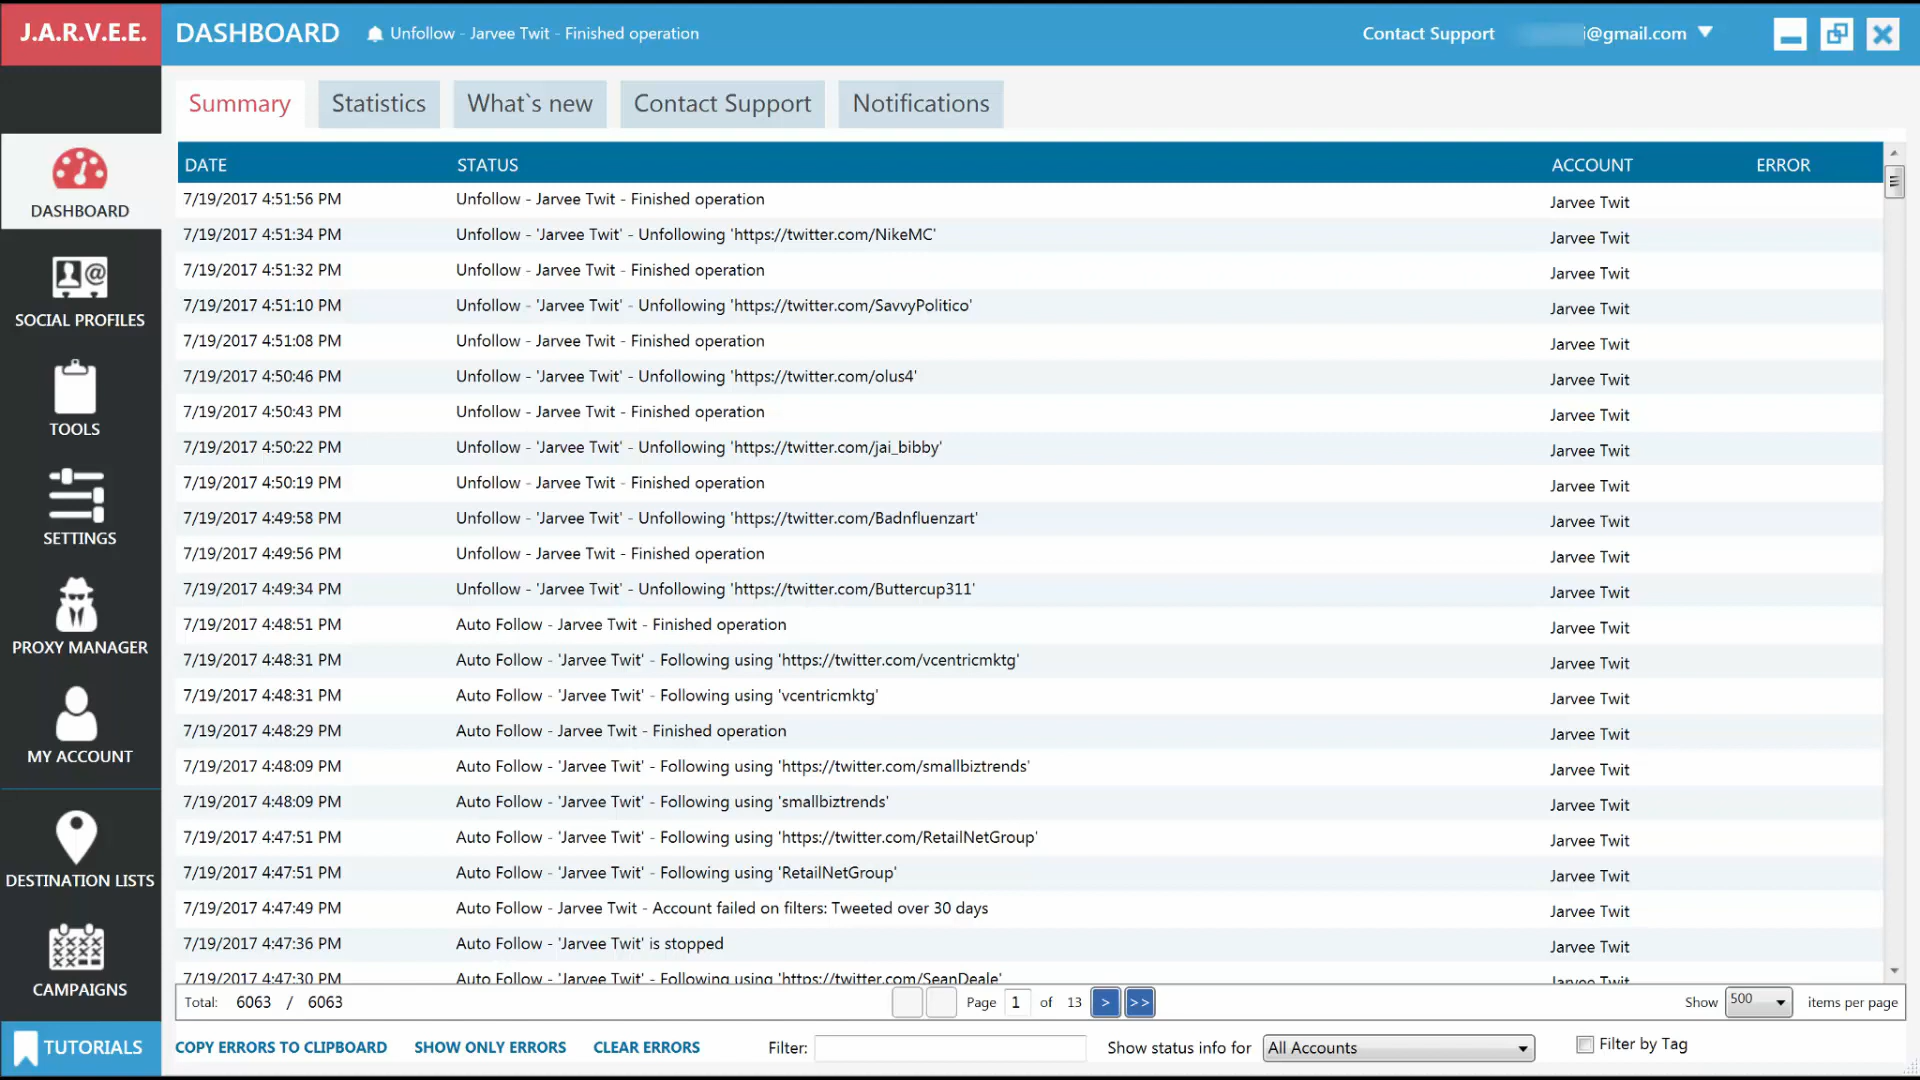 J.A.R.V.E.E. DASHBOARD Unfollow - Jarvee Twit - Finished operation Contact Support i@gmail.com
Summary Statistics What`s new Contact Support Notifications
DATE STATUS ACCOUNT ERROR
7/19/2017 4:51:56 PM Unfollow - Jarvee Twit - Finished operation Jarvee Twit
7/19/2017 4:51:34 PM Unfollow - 'Jarvee Twit' - Unfollowing 'https://twitter.com/NikeMC' Jarvee Twit
7/19/2017 4:51:32 PM Unfollow - Jarvee Twit - Finished operation Jarvee Twit
7/19/2017 4:51:10 PM Unfollow - 'Jarvee Twit' - Unfollowing 'https://twitter.com/SavvyPolitico' Jarvee Twit
7/19/2017 4:51:08 PM Unfollow - Jarvee Twit - Finished operation Jarvee Twit
7/19/2017 4:50:46 PM Unfollow - 'Jarvee Twit' - Unfollowing 'https://twitter.com/olus4' Jarvee Twit
7/19/2017 4:50:43 PM Unfollow - Jarvee Twit - Finished operation Jarvee Twit
7/19/2017 4:50:22 PM Unfollow - 'Jarvee Twit' - Unfollowing 'https://twitter.com/jai_bibby' Jarvee Twit
7/19/2017 4:50:19 PM Unfollow - Jarvee Twit - Finished operation Jarvee Twit
7/19/2017 4:49:58 PM Unfollow - 'Jarvee Twit' - Unfollowing 'https://twitter.com/Badnfluenzart' Jarvee Twit
7/19/2017 4:49:56 PM Unfollow - Jarvee Twit - Finished operation Jarvee Twit
7/19/2017 4:49:34 PM Unfollow - 'Jarvee Twit' - Unfollowing 'https://twitter.com/Buttercup311' Jarvee Twit
7/19/2017 4:48:51 PM Auto Follow - Jarvee Twit - Finished operation Jarvee Twit
7/19/2017 4:48:31 PM Auto Follow - 'Jarvee Twit' - Following using 'https://twitter.com/vcentricmktg' Jarvee Twit
7/19/2017 4:48:31 PM Auto Follow - 'Jarvee Twit' - Following using 'vcentricmktg' Jarvee Twit
7/19/2017 4:48:29 PM Auto Follow - Jarvee Twit - Finished operation Jarvee Twit
7/19/2017 4:48:09 PM Auto Follow - 'Jarvee Twit' - Following using 'https://twitter.com/smallbiztrends' Jarvee Twit
7/19/2017 4:48:09 PM Auto Follow - 'Jarvee Twit' - Following using 'smallbiztrends' Jarvee Twit
7/19/2017 4:47:51 PM Auto Follow - 'Jarvee Twit' - Following using 'https://twitter.com/RetailNetGroup' Jarvee Twit
7/19/2017 4:47:51 PM Auto Follow - 'Jarvee Twit' - Following using 'RetailNetGroup' Jarvee Twit
7/19/2017 4:47:49 PM Auto Follow - Jarvee Twit - Account failed on filters: Tweeted over 30 days Jarvee Twit
7/19/2017 4:47:36 PM Auto Follow - 'Jarvee Twit' is stopped Jarvee Twit
7/19/2017 4:47:30 PM Auto Follow - 'Jarvee Twit' - Following using 'https://twitter.com/SeanDeale' Jarvee Twit
DASHBOARD
SOCIAL PROFILES
TOOLS
SETTINGS
PROXY MANAGER
MY ACCOUNT
DESTINATION LISTS
CAMPAIGNS
TUTORIALS
Total: 6063 / 6063 Page 1 of 13 > >> Show 500 items per page
COPY ERRORS TO CLIPBOARD SHOW ONLY ERRORS CLEAR ERRORS Filter: Show status info for All Accounts Filter by Tag